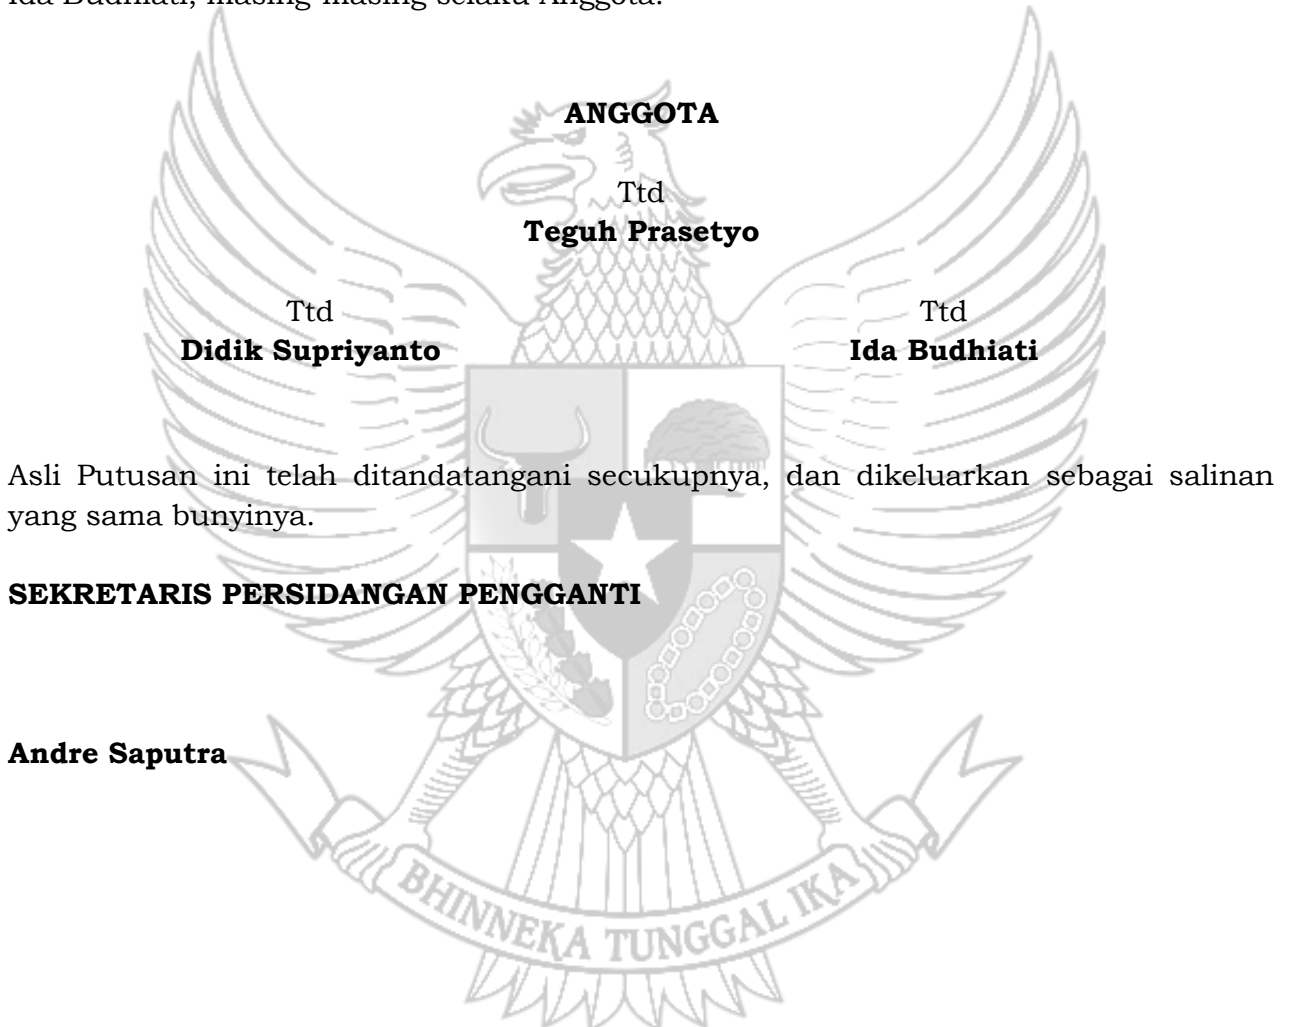 Ida Budhiati, masing-masing selaku Anggota.
ANGGOTA
Ttd
Teguh Prasetyo
Ttd Ttd
Didik Supriyanto Ida Budhiati
Asli Putusan ini telah ditandatangani secukupnya, dan dikeluarkan sebagai salinan
yang sama bunyinya.
SEKRETARIS PERSIDANGAN PENGGANTI
Andre Saputra
BHINNEKA TUNGGAL IKA